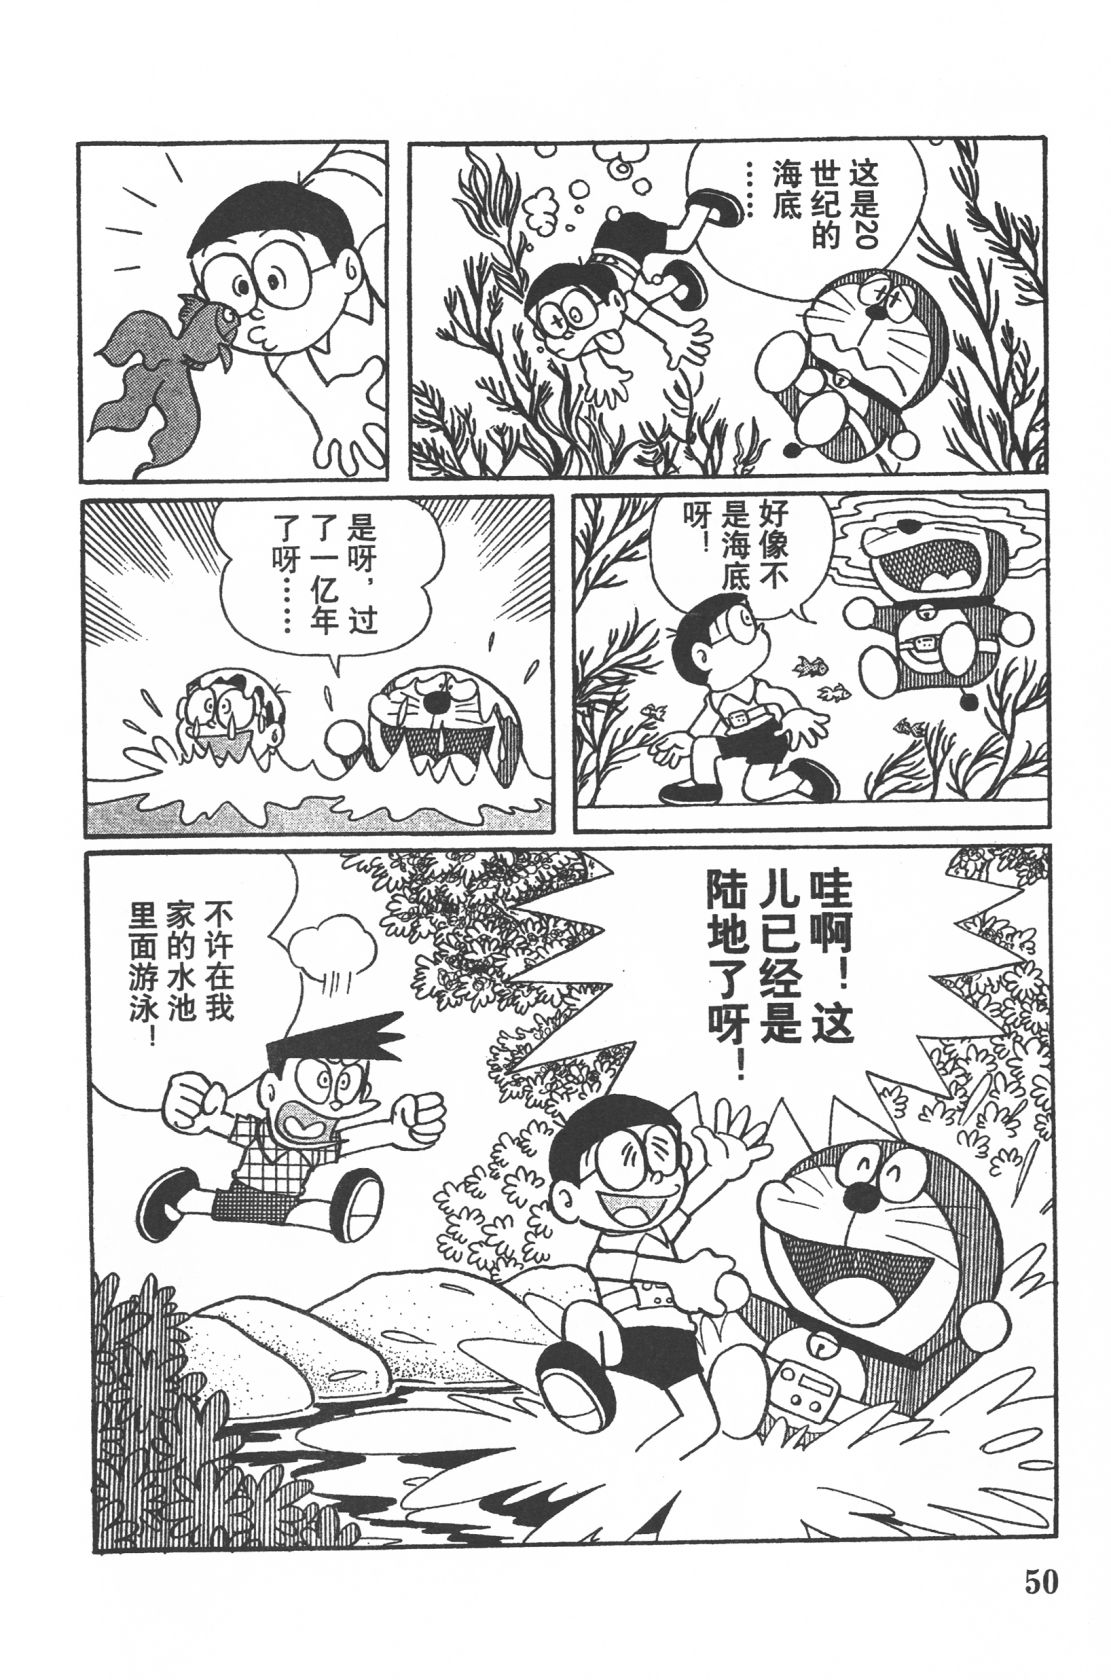 这是20
世纪的
海底
……
好像不
是海底
呀！
是呀，过
了一亿年
了呀……
哇啊！这
儿已经是
陆地了呀！
不许在我
家的水池
里面游泳！
50